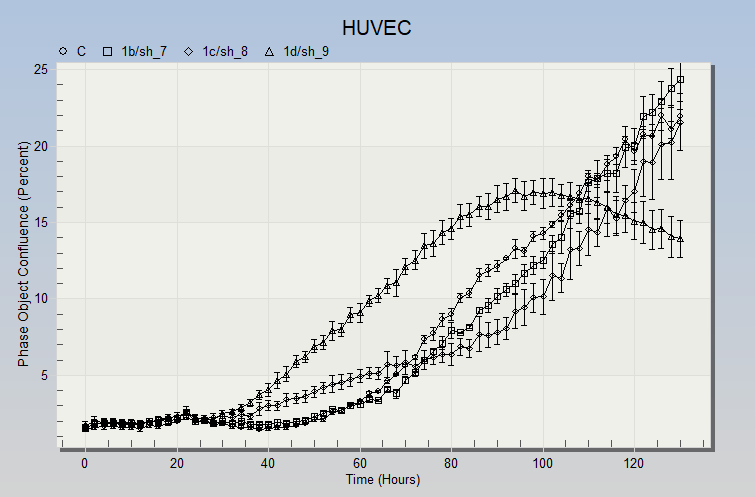 HUVEC
C 1b/sh_7 1c/sh_8 1d/sh_9
Phase Object Confluence (Percent)
25
20
15
10
5
0 20 40 60 80 100 120
Time (Hours)